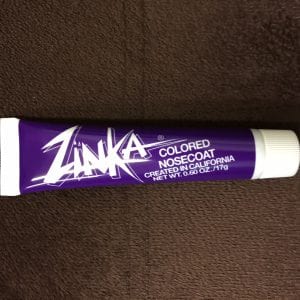 ZINKA ®
COLORED
NOSECOAT
CREATED IN CALIFORNIA
NET WT. 0.60 OZ./17g